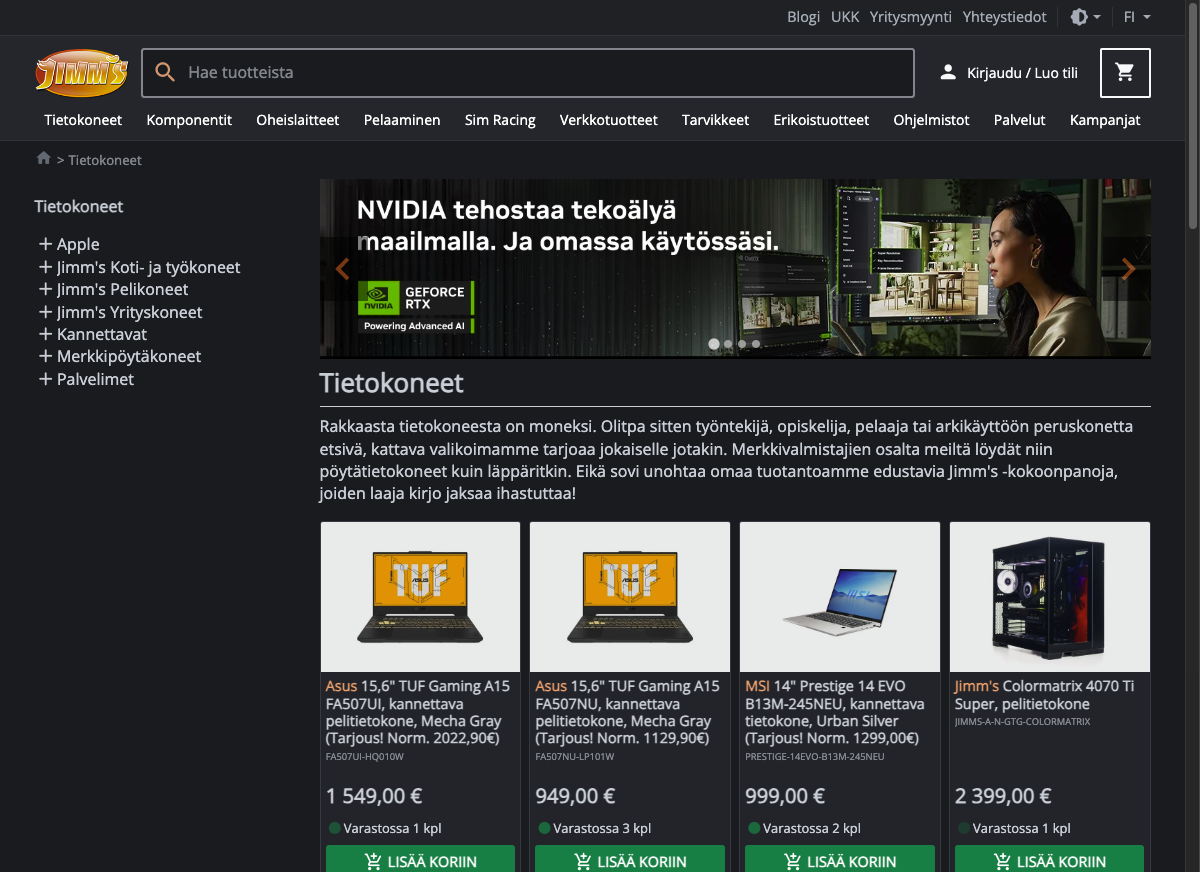 Blogi UKK Yritysmyynti Yhteystiedot FI
JIMM'S Hae tuotteista Kirjaudu / Luo tili
Tietokoneet Komponentit Oheislaitteet Pelaaminen Sim Racing Verkkotuotteet Tarvikkeet Erikoistuotteet Ohjelmistot Palvelut Kampanjat
> Tietokoneet
Tietokoneet
Apple
Jimm's Koti- ja työkoneet
Jimm's Pelikoneet
Jimm's Yrityskoneet
Kannettavat
Merkkipöytäkoneet
Palvelimet
NVIDIA tehostaa tekoälyä
maailmalla. Ja omassa käytössäsi.
NVIDIA
GEFORCE
RTX
Powering Advanced AI
Tietokoneet
Rakkaasta tietokoneesta on moneksi. Olitpa sitten työntekijä, opiskelija, pelaaja tai arkikäyttöön peruskonetta
etsivä, kattava valikoimamme tarjoaa jokaiselle jotakin. Merkkivalmistajien osalta meiltä löydät niin
pöytätietokoneet kuin läppäritkin. Eikä sovi unohtaa omaa tuotantoamme edustavia Jimm's -kokoonpanoja,
joiden laaja kirjo jaksaa ihastuttaa!
TUF
ASUS
Asus 15,6" TUF Gaming A15
FA507UI, kannettava
pelitietokone, Mecha Gray
(Tarjous! Norm. 2022,90€)
FA507UI-HQ010W
1 549,00 €
Varastossa 1 kpl
LISÄÄ KORIIN
TUF
ASUS
Asus 15,6" TUF Gaming A15
FA507NU, kannettava
pelitietokone, Mecha Gray
(Tarjous! Norm. 1129,90€)
FA507NU-LP101W
949,00 €
Varastossa 3 kpl
LISÄÄ KORIIN
MSI
MSI 14" Prestige 14 EVO
B13M-245NEU, kannettava
tietokone, Urban Silver
(Tarjous! Norm. 1299,00€)
PRESTIGE-14EVO-B13M-245NEU
999,00 €
Varastossa 2 kpl
LISÄÄ KORIIN
Jimm's Colormatrix 4070 Ti
Super, pelitietokone
JIMMS-A-N-GTG-COLORMATRIX
2 399,00 €
Varastossa 1 kpl
LISÄÄ KORIIN